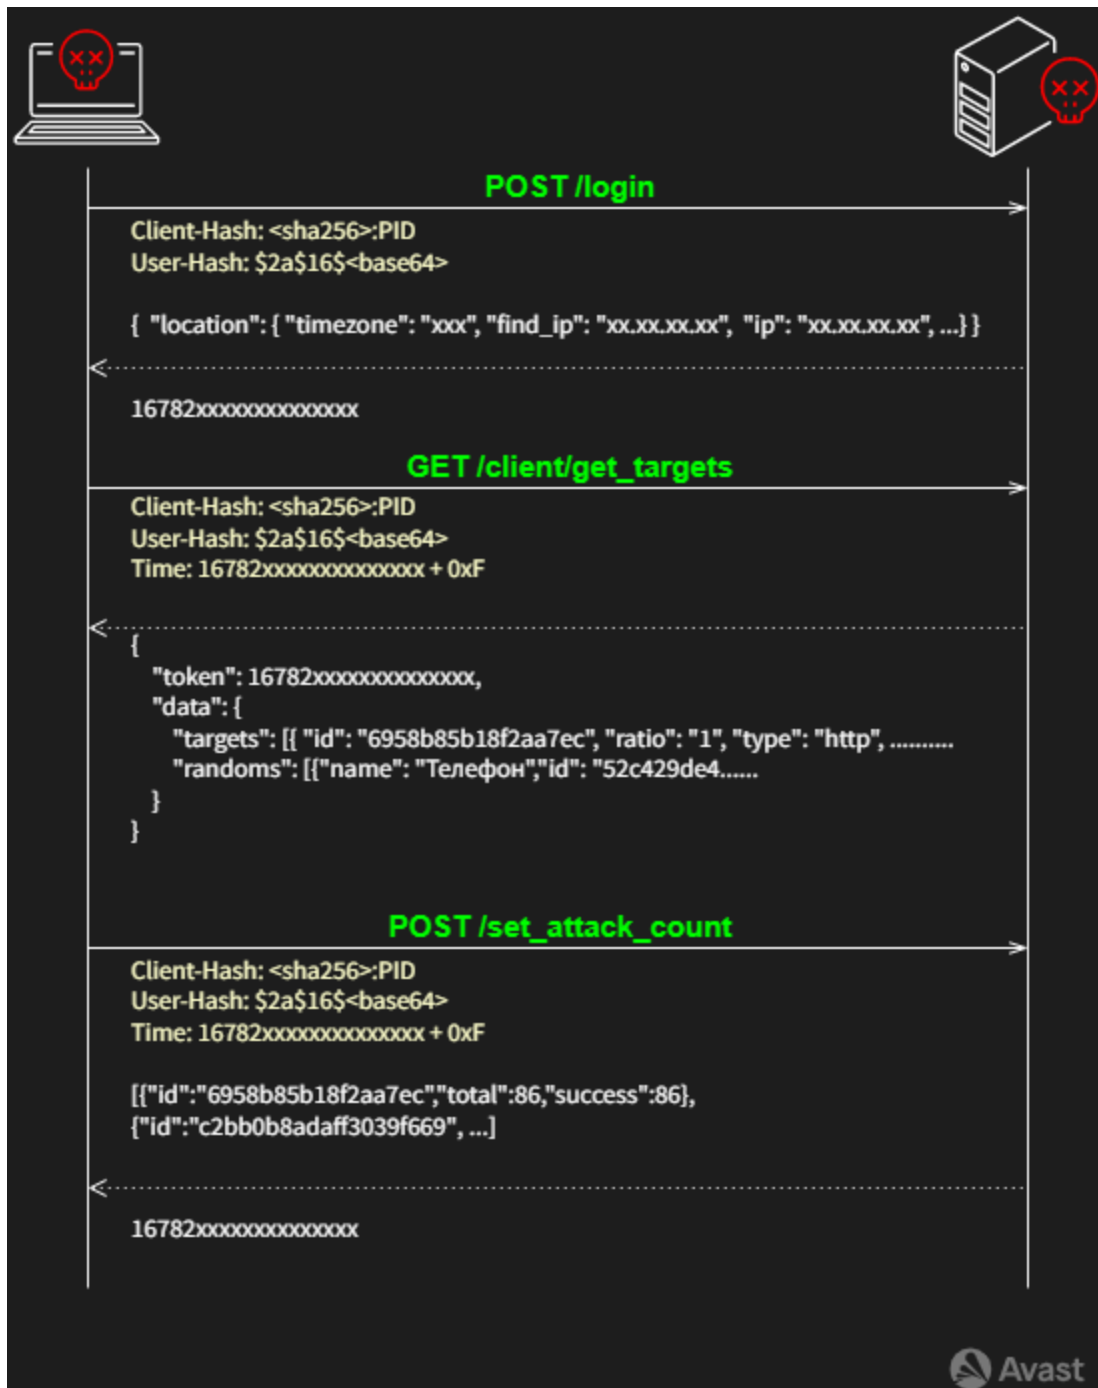 POST /login
Client-Hash: <sha256>:PID
User-Hash: $2a$16$<base64>
{ "location": { "timezone": "xxx", "find_ip": "xx.xx.xx.xx", "ip": "xx.xx.xx.xx", ...} }
16782xxxxxxxxxxxxxx
GET /client/get_targets
Client-Hash: <sha256>:PID
User-Hash: $2a$16$<base64>
Time: 16782xxxxxxxxxxxxxx + 0xF
{
"token": 16782xxxxxxxxxxxxxx,
"data": {
"targets": [{ "id": "6958b85b18f2aa7ec", "ratio": "1", "type": "http", ..........
"randoms": [{"name": "Телефон","id": "52c429de4......
}
}
POST /set_attack_count
Client-Hash: <sha256>:PID
User-Hash: $2a$16$<base64>
Time: 16782xxxxxxxxxxxxxx + 0xF
[{"id":"6958b85b18f2aa7ec","total":86,"success":86},
{"id":"c2bb0b8adaff3039f669", ...]
16782xxxxxxxxxxxxxx
Avast